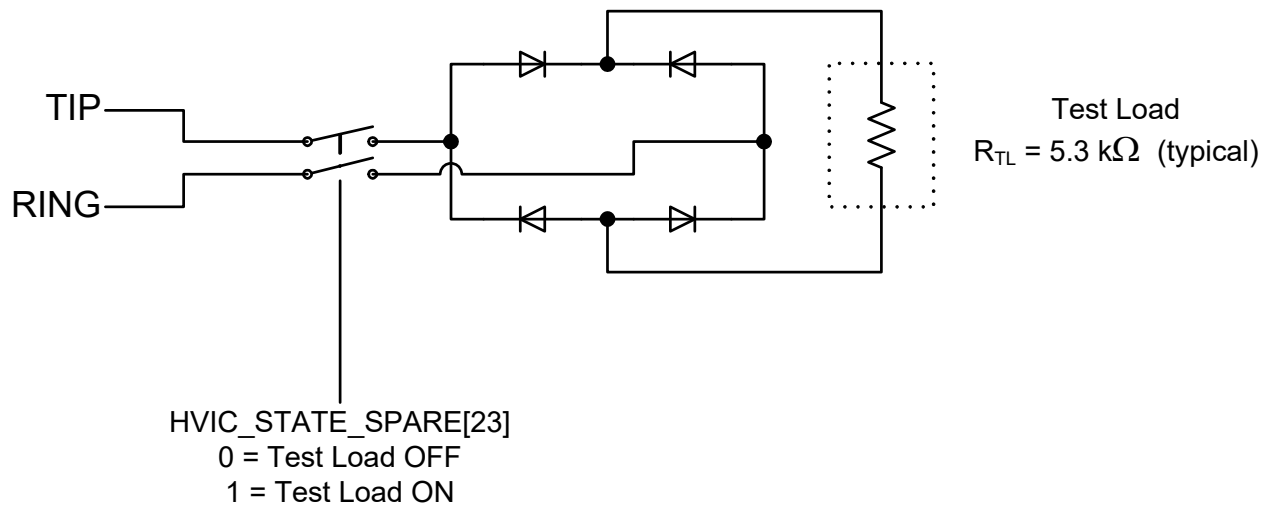 TIP
RING
Test Load
R_TL = 5.3 kΩ (typical)
HVIC_STATE_SPARE[23]
0 = Test Load OFF
1 = Test Load ON